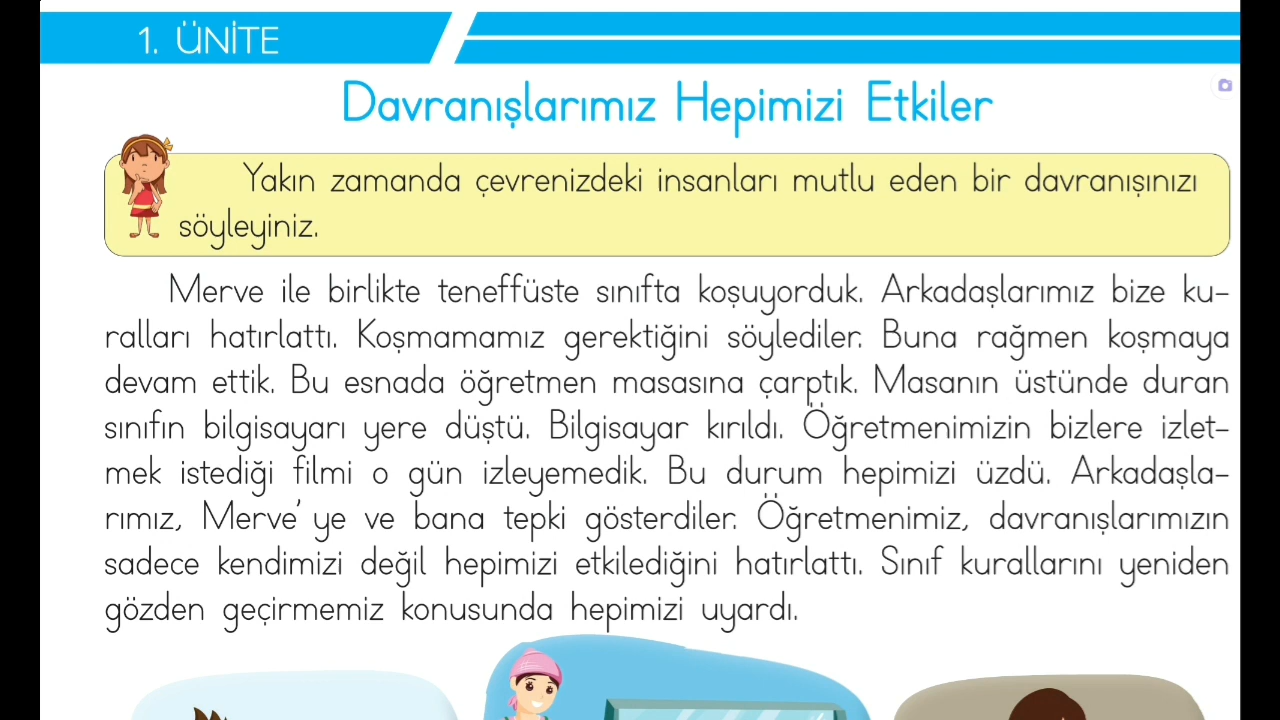 1. ÜNİTE
Davranışlarımız Hepimizi Etkiler
Yakın zamanda çevrenizdeki insanları mutlu eden bir davranışınızı
söyleyiniz.
Merve ile birlikte teneffüste sınıfta koşuyorduk. Arkadaşlarımız bize ku-
ralları hatırlattı. Koşmamamız gerektiğini söylediler. Buna rağmen koşmaya
devam ettik. Bu esnada öğretmen masasına çarptık. Masanın üstünde duran
sınıfın bilgisayarı yere düştü. Bilgisayar kırıldı. Öğretmenimizin bizlere izlet-
mek istediği filmi o gün izleyemedik. Bu durum hepimizi üzdü. Arkadaşla-
rımız, Merve’ye ve bana tepki gösterdiler. Öğretmenimiz, davranışlarımızın
sadece kendimizi değil hepimizi etkilediğini hatırlattı. Sınıf kurallarını yeniden
gözden geçirmemiz konusunda hepimizi uyardı.